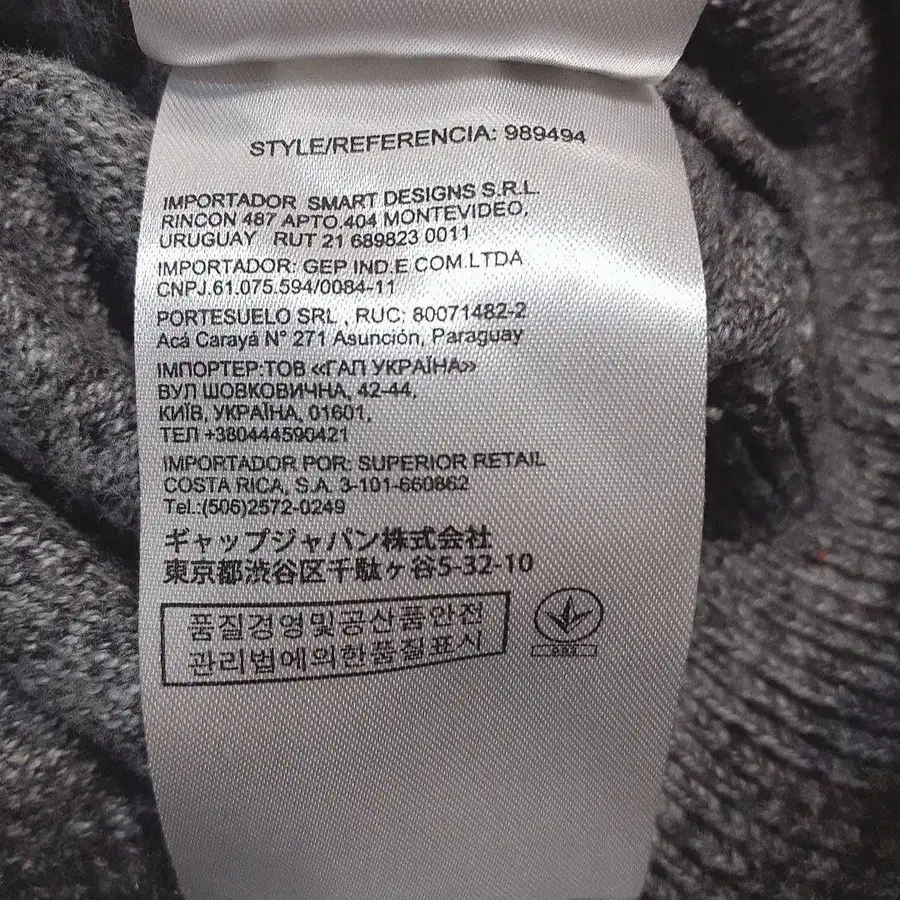 STYLE/REFERENCIA: 989494
IMPORTADOR SMART DESIGNS S.R.L.
RINCON 487 APTO.404 MONTEVIDEO,
URUGUAY RUT 21 689823 0011
IMPORTADOR: GEP IND.E COM.LTDA
CNPJ.61.075.594/0084-11
PORTESUELO SRL , RUC: 80071482-2
Acá Carayá N° 271 Asunción, Paraguay
ІМПОРТЕР:ТОВ «ГАП УКРАЇНА»
ВУЛ ШОВКОВИЧНА, 42-44,
КИЇВ, УКРАЇНА, 01601,
ТЕЛ +380444590421
IMPORTADOR POR: SUPERIOR RETAIL
COSTA RICA, S.A. 3-101-660862
Tel.:(506)2572-0249
ギャップジャパン株式会社
東京都渋谷区千駄ヶ谷5-32-10
품질경영및공산품안전
관리법에의한품질표시